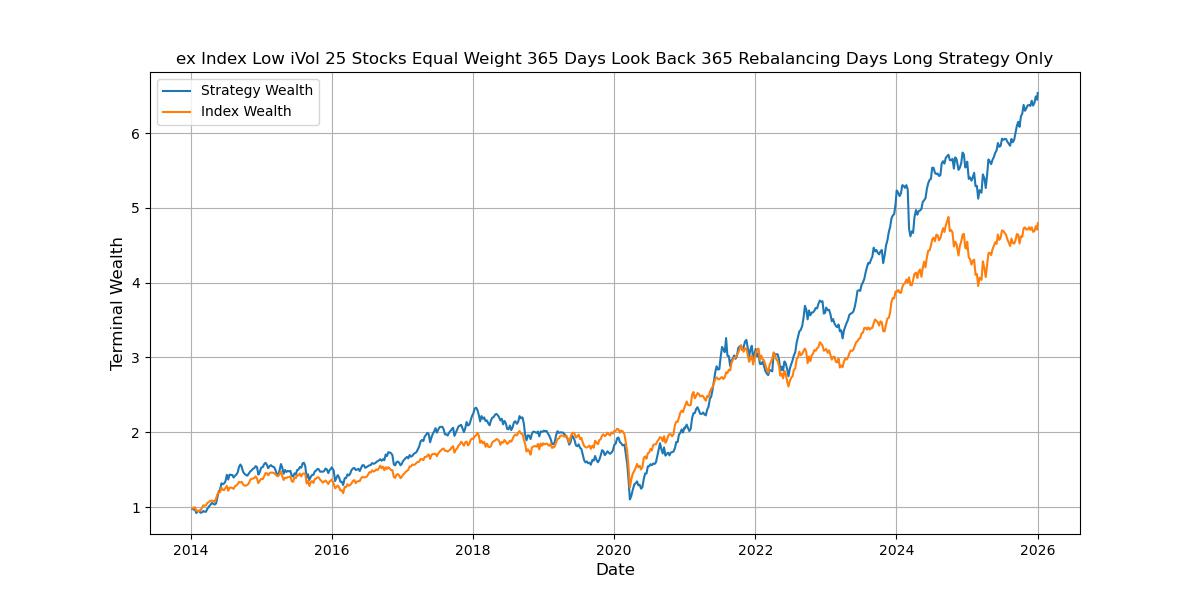 ex Index Low iVol 25 Stocks Equal Weight 365 Days Look Back 365 Rebalancing Days Long Strategy Only
Strategy Wealth
Index Wealth
Terminal Wealth
6
5
4
3
2
1
2014
2016
2018
2020
2022
2024
2026
Date